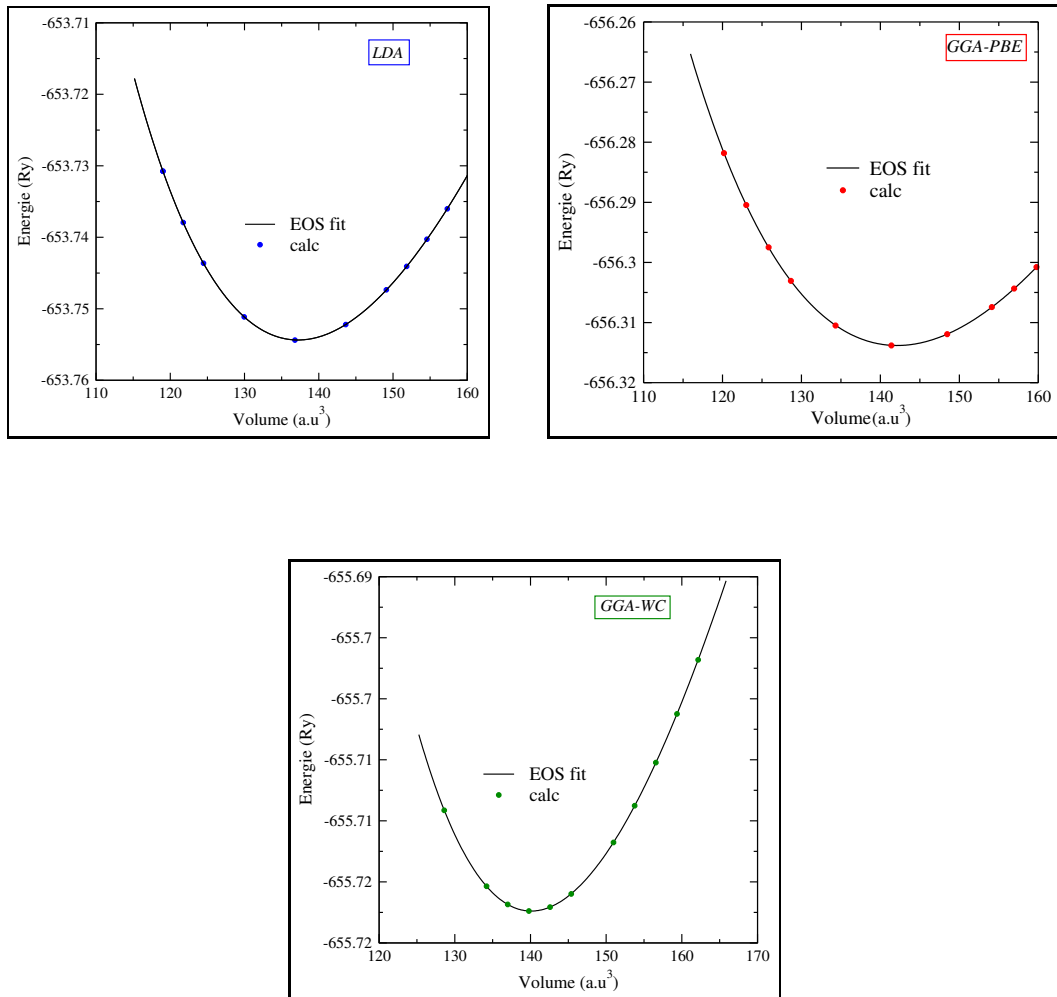 LDA
Energie (Ry)
-653.71
-653.72
-653.73
-653.74
-653.75
-653.76
EOS fit
calc
110 120 130 140 150 160
Volume (a.u³)
GGA-PBE
Energie (Ry)
-656.26
-656.27
-656.28
-656.29
-656.3
-656.31
-656.32
EOS fit
calc
110 120 130 140 150 160
Volume(a.u³)
GGA-WC
Energie (Ry)
-655.69
-655.7
-655.7
-655.71
-655.71
-655.72
-655.72
EOS fit
calc
120 130 140 150 160 170
Volume (a.u³)